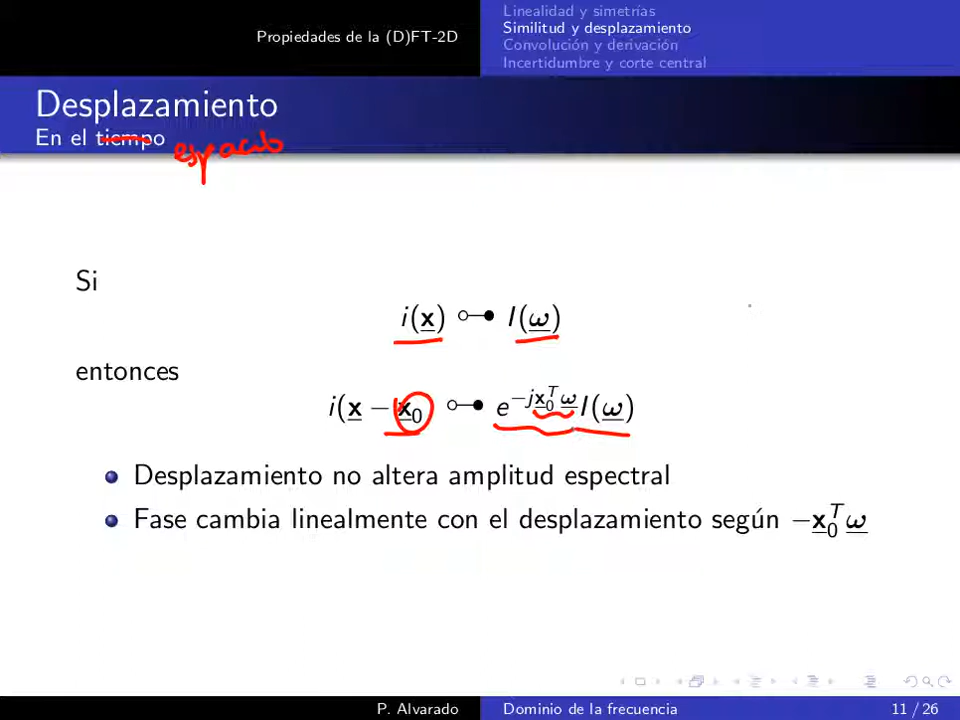 Propiedades de la (D)FT-2D
Linealidad y simetrías
Similitud y desplazamiento
Convolución y derivación
Incertidumbre y corte central
Desplazamiento
En el tiempo
espacio
Si
i(x) ○─● I(ω)
entonces
i(x − x₀ ○─● e^{−jx₀ᵀω}I(ω)
Desplazamiento no altera amplitud espectral
Fase cambia linealmente con el desplazamiento según −x₀ᵀω
P. Alvarado
Dominio de la frecuencia
11 / 26